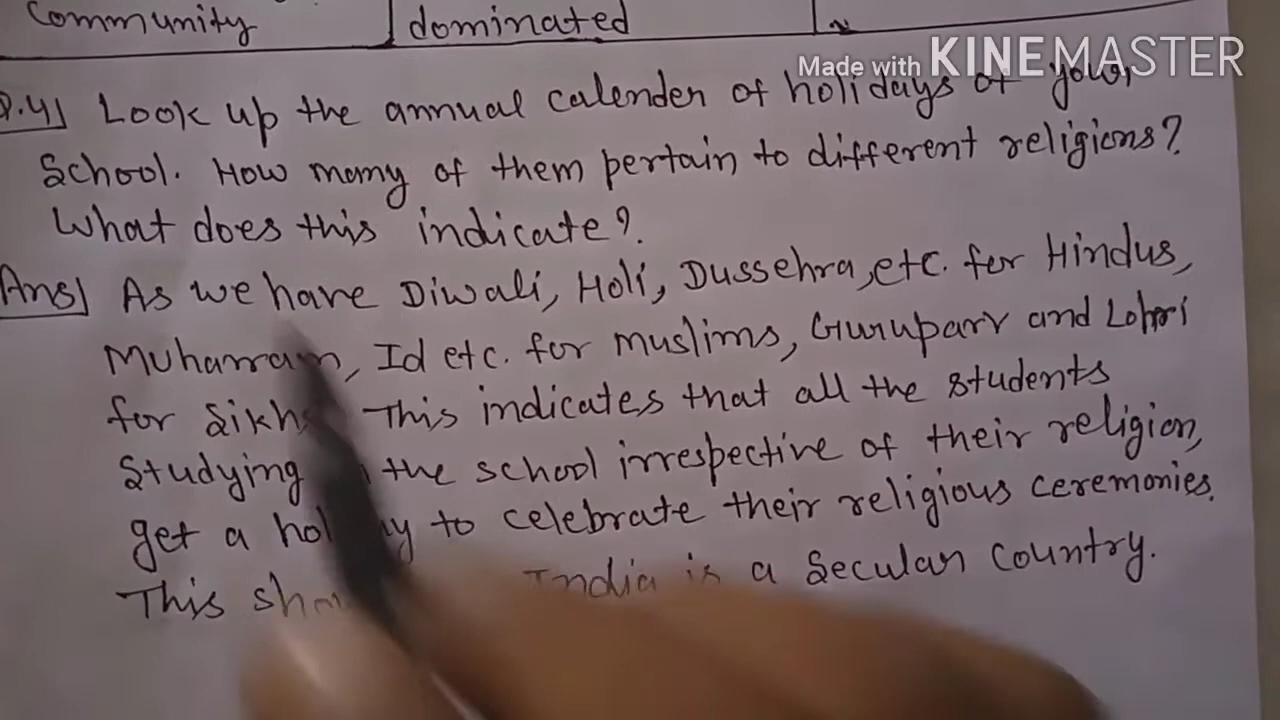 Community dominated
Made with KINEMASTER
Q.4) Look up the annual calender of holidays of your
School. How many of them pertain to different religions?
What does this indicate?
Ans) As we have Diwali, Holi, Dussehra, etc. for Hindus,
Muharram, Id etc. for muslims, Guruparv and Lohri
for Sikhs This indicates that all the students
Studying the school irrespective of their religion,
get a holiday to celebrate their religious ceremonies.
This India is a Secular Country.